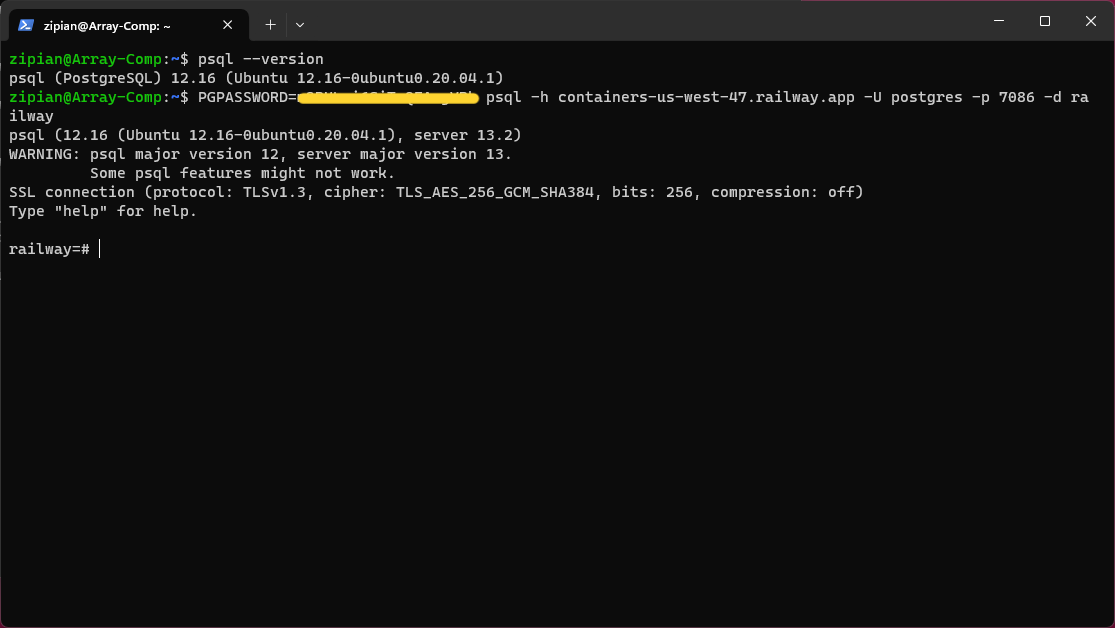 zipian@Array-Comp: ~
zipian@Array-Comp:~$ psql --version
psql (PostgreSQL) 12.16 (Ubuntu 12.16-0ubuntu0.20.04.1)
zipian@Array-Comp:~$ PGPASSWORD= psql -h containers-us-west-47.railway.app -U postgres -p 7086 -d ra
ilway
psql (12.16 (Ubuntu 12.16-0ubuntu0.20.04.1), server 13.2)
WARNING: psql major version 12, server major version 13.
Some psql features might not work.
SSL connection (protocol: TLSv1.3, cipher: TLS_AES_256_GCM_SHA384, bits: 256, compression: off)
Type "help" for help.
railway=#